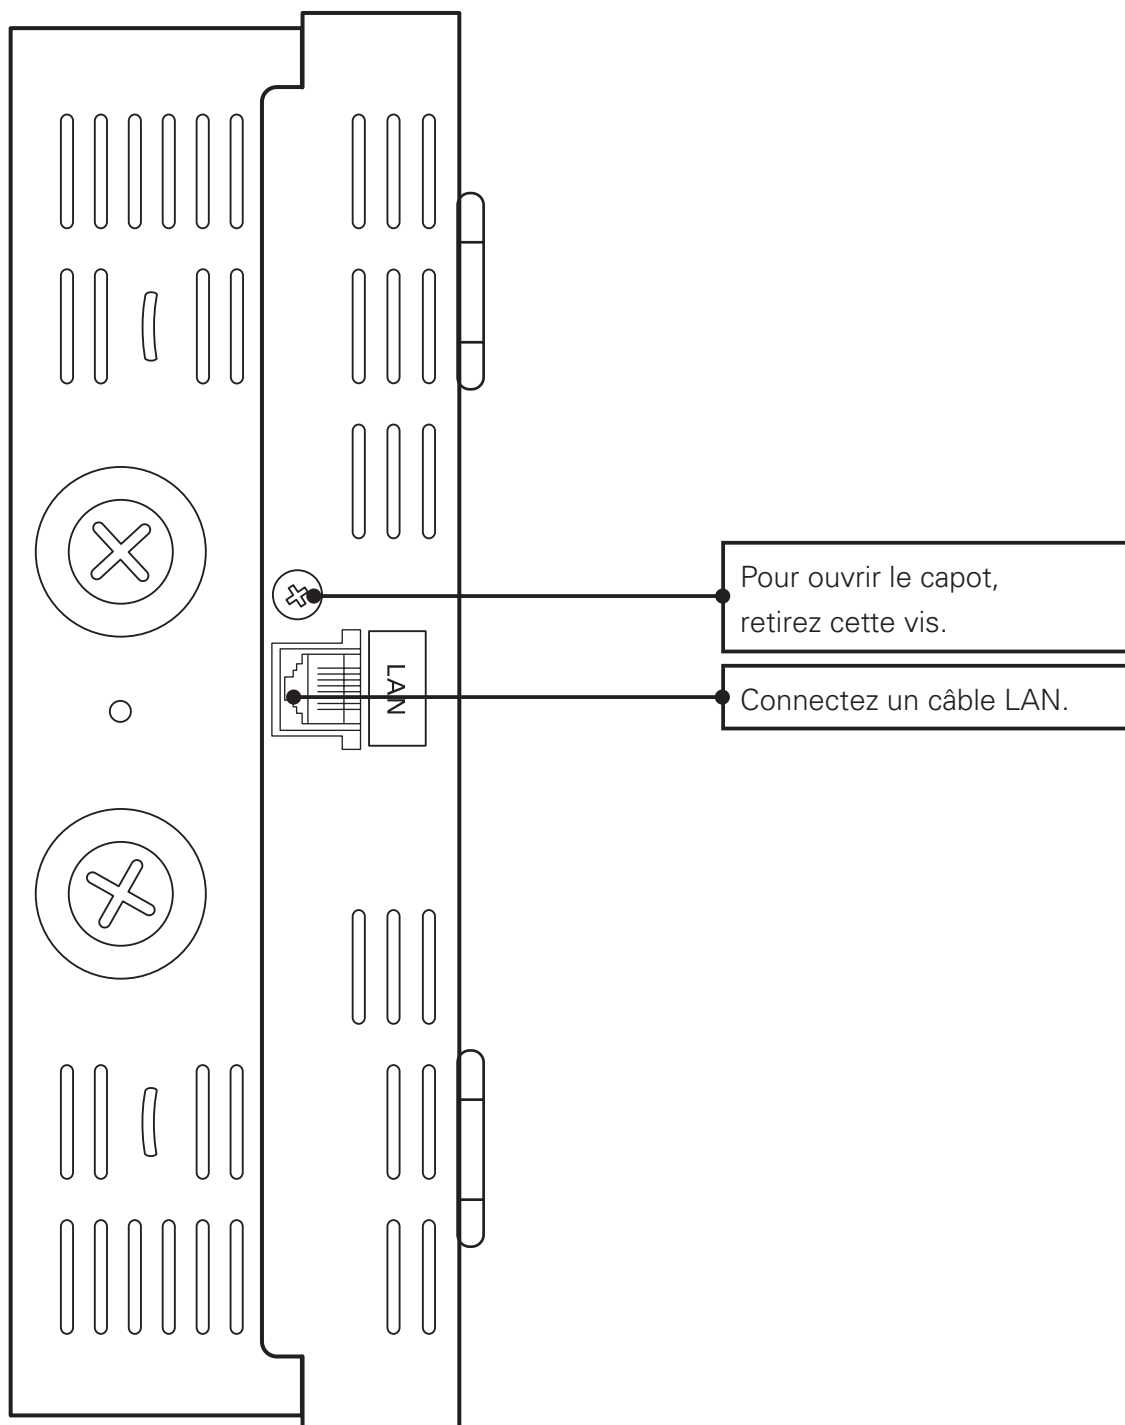 Pour ouvrir le capot,
retirez cette vis.
LAN
Connectez un câble LAN.